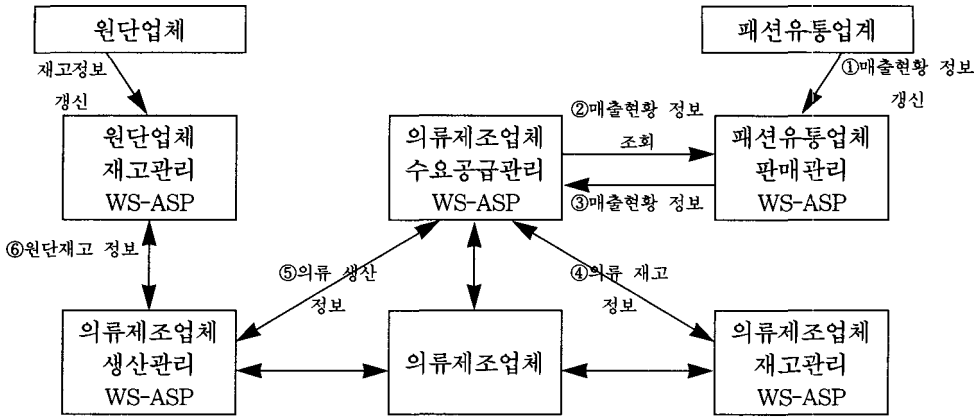 원단업체
패션유통업계
재고정보
갱신
①매출현황 정보
갱신
원단업체
재고관리
WS-ASP
의류제조업체
수요공급관리
WS-ASP
②매출현황 정보
조회
③매출현황 정보
패션유통업체
판매관리
WS-ASP
⑥원단재고 정보
⑤의류 생산
정보
④의류 재고
정보
의류제조업체
생산관리
WS-ASP
의류제조업체
의류제조업체
재고관리
WS-ASP